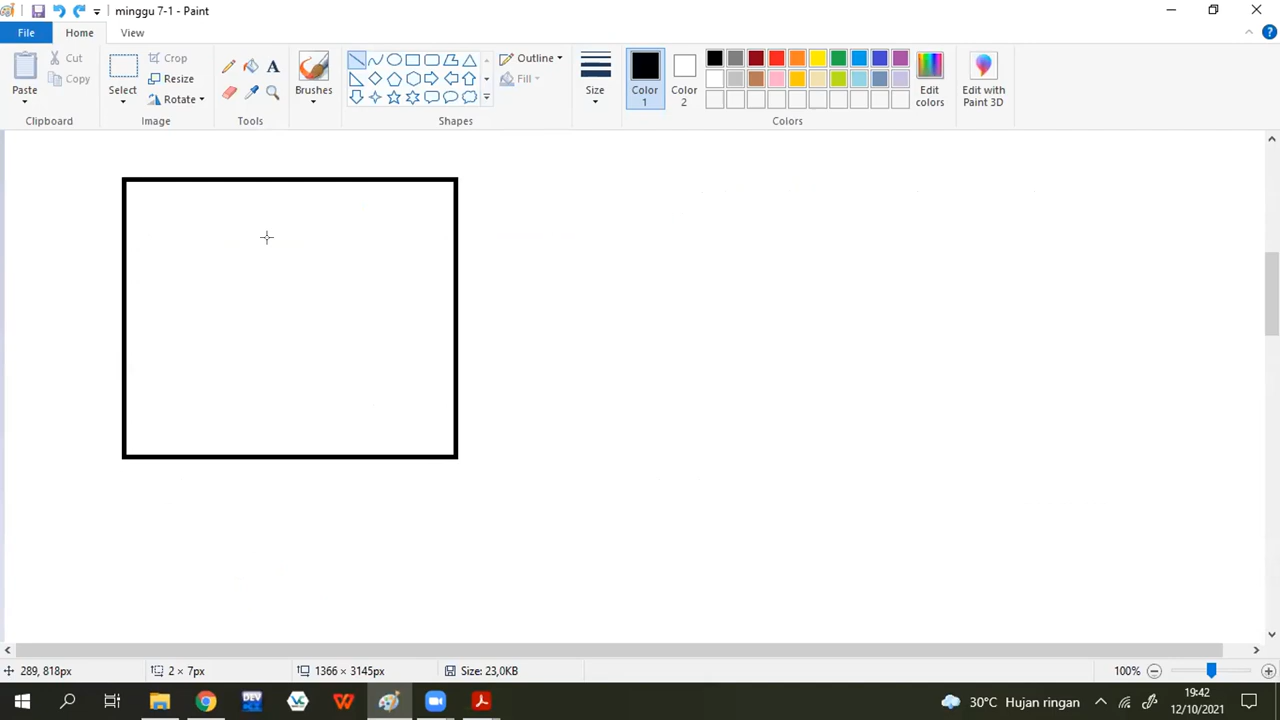 minggu 7-1 - Paint
File Home View
Paste
Cut
Copy
Clipboard
Select
Crop
Resize
Rotate
Image
A
Tools
Brushes
Outline
Fill
Shapes
Size
Color 1
Color 2
Edit colors
Colors
Edit with Paint 3D
289, 818px 2 × 7px 1366 × 3145px Size: 23,0KB 100%
DEV VC W 30°C Hujan ringan 19:42
12/10/2021